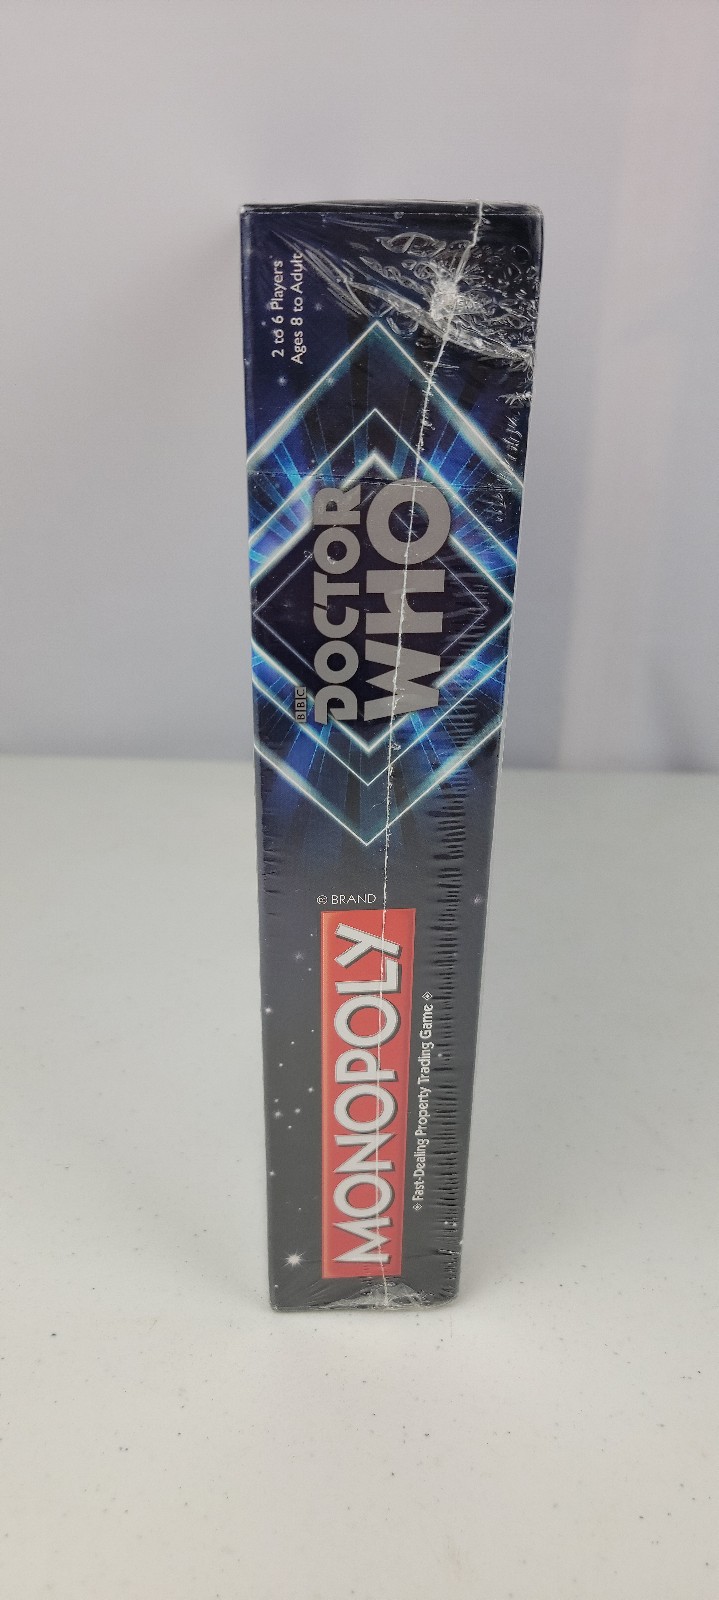 © BRAND
MONOPOLY
Fast-Dealing Property Trading Game
BBC
DOCTOR
WHO
2 to 6 Players
Ages 8 to Adult